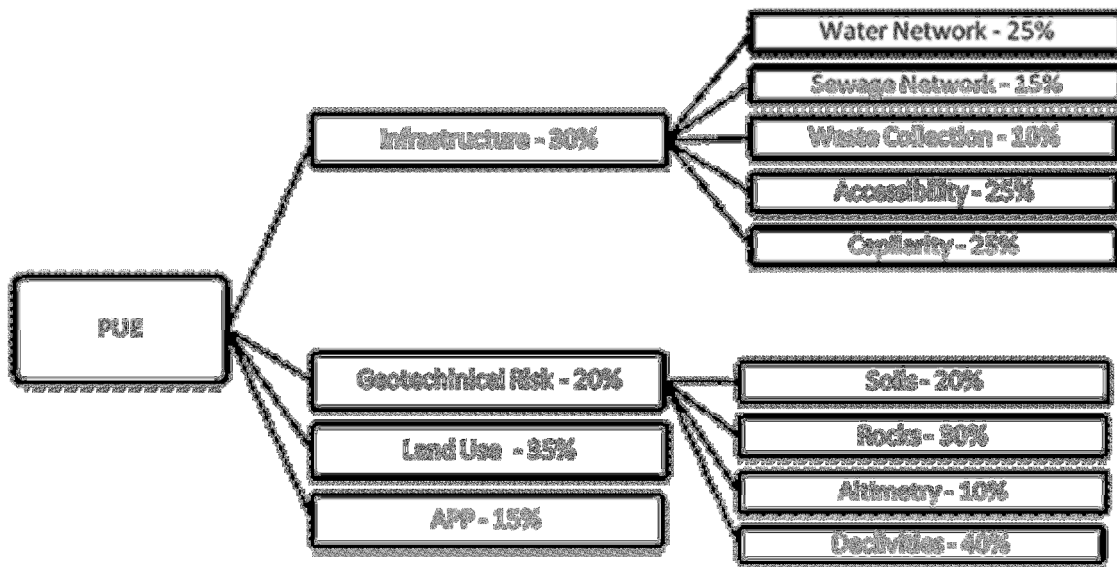 Water Network - 25%
Sewage Network - 15%
Infrastructure - 30%
Waste Collection - 10%
Accessibility - 25%
Capilarity - 25%
PUE
Geotechinical Risk - 20%
Soils - 20%
Land Use - 35%
Rocks - 30%
APP - 15%
Altimetry - 10%
Declivities - 40%